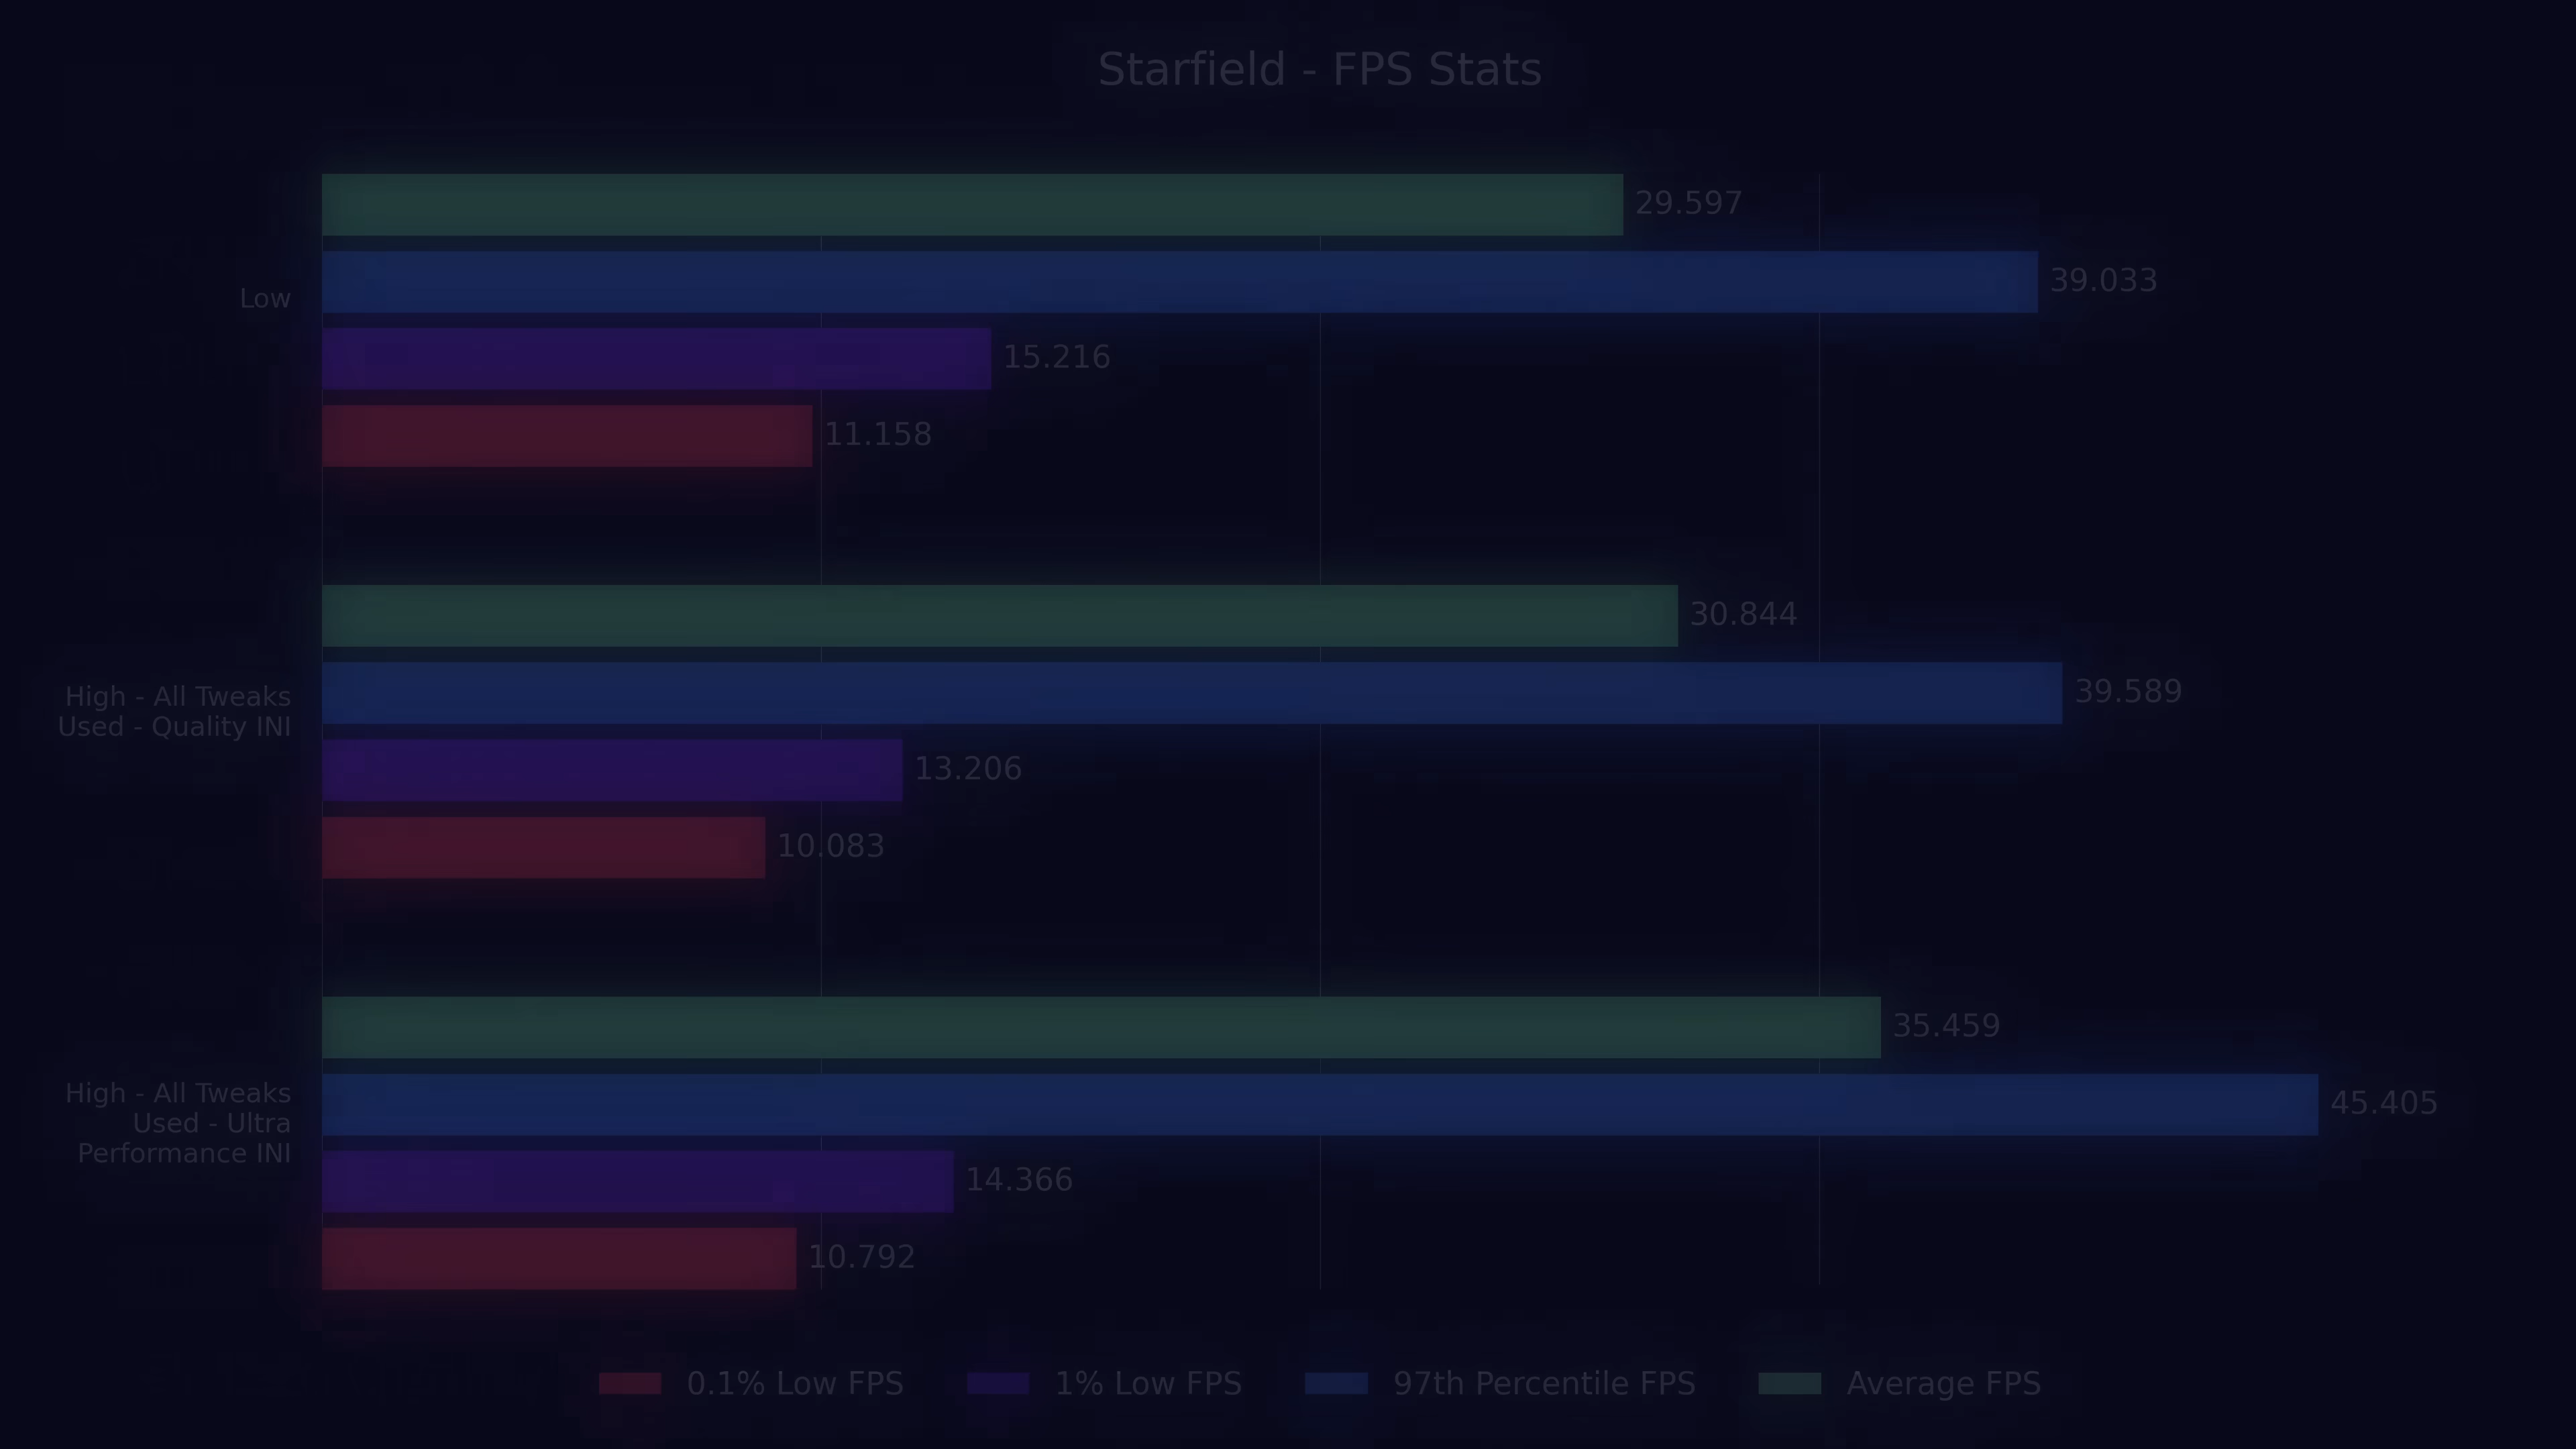 Starfield - FPS Stats
29.597
39.033
Low
15.216
11.158
30.844
39.589
High - All Tweaks
Used - Quality INI
13.206
10.083
35.459
45.405
High - All Tweaks
Used - Ultra
Performance INI
14.366
10.792
0.1% Low FPS 1% Low FPS 97th Percentile FPS Average FPS